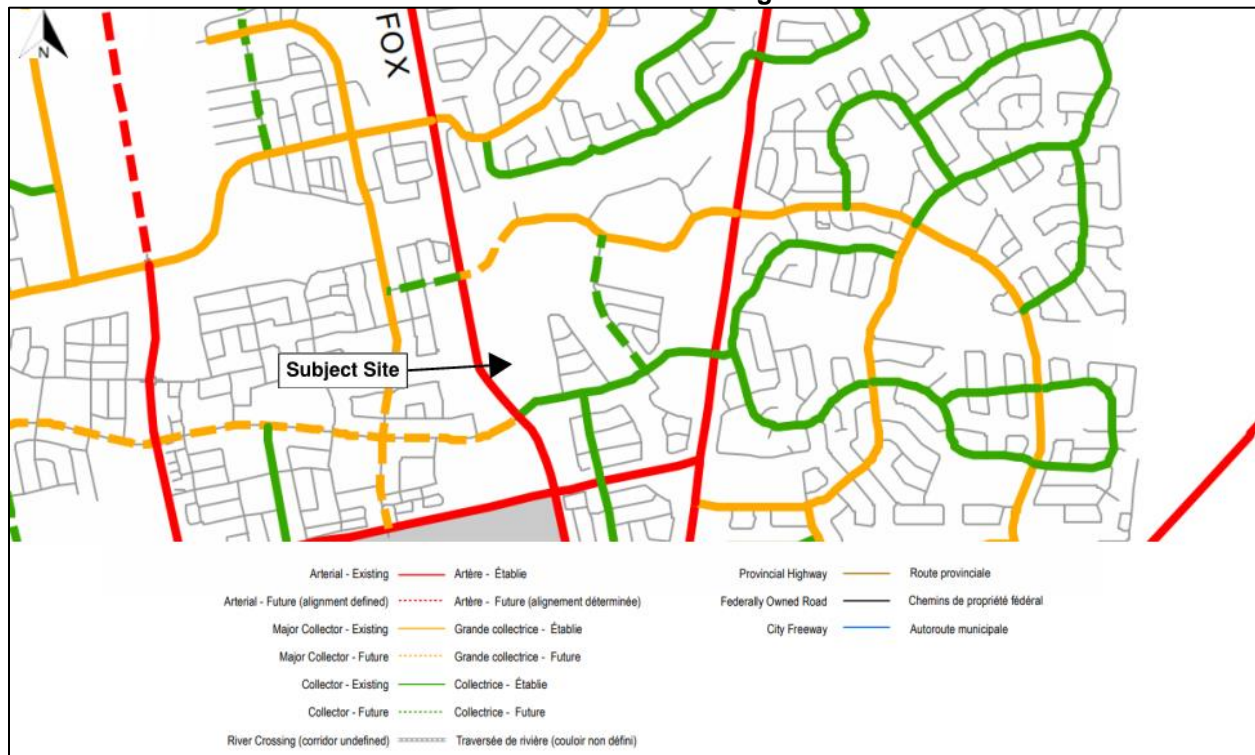 N
FOX
Subject Site
Arterial - Existing Artère - Établie
Arterial - Future (alignment defined) Artère - Future (alignement déterminée)
Major Collector - Existing Grande collectrice - Établie
Major Collector - Future Grande collectrice - Future
Collector - Existing Collectrice - Établie
Collector - Future Collectrice - Future
River Crossing (corridor undefined) Traversée de rivière (couloir non défini)
Provincial Highway Route provinciale
Federally Owned Road Chemins de propriété fédéral
City Freeway Autoroute municipale